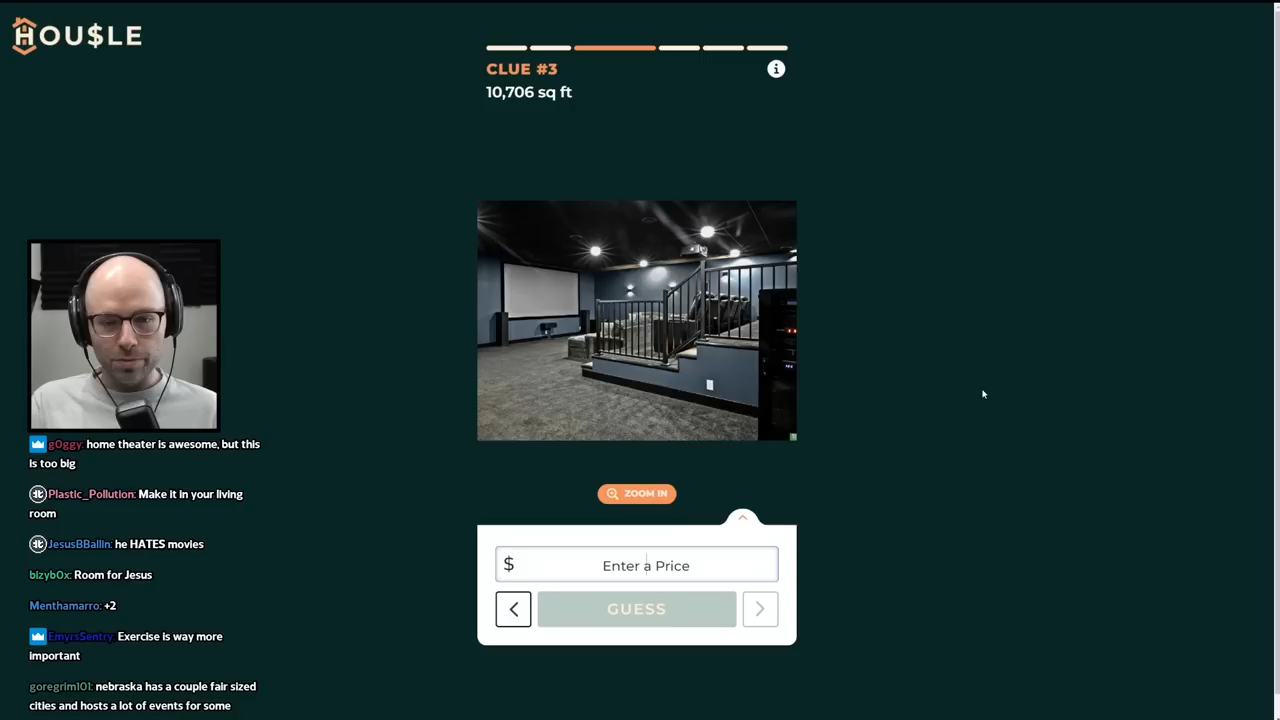 HOU$LE
CLUE #3
10,706 sq ft
ZOOM IN
$ Enter a Price
GUESS
g0ggy: home theater is awesome, but this
is too big
Plastic_Pollution: Make it in your living
room
JesusBBallin: he HATES movies
bizyb0x: Room for Jesus
Menthamarro: +2
EmyrsSentry: Exercise is way more
important
goregrim101: nebraska has a couple fair sized
cities and hosts a lot of events for some